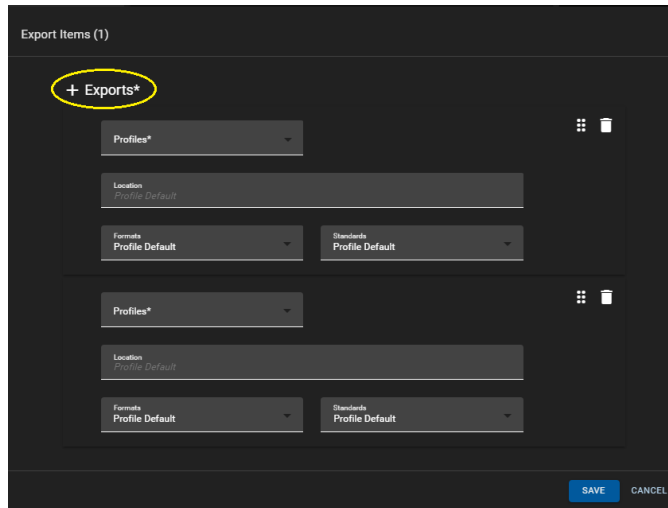 Export Items (1)
+ Exports*
Profiles*
Location
Profile Default
Formats
Profile Default
Standards
Profile Default
Profiles*
Location
Profile Default
Formats
Profile Default
Standards
Profile Default
SAVE CANCEL